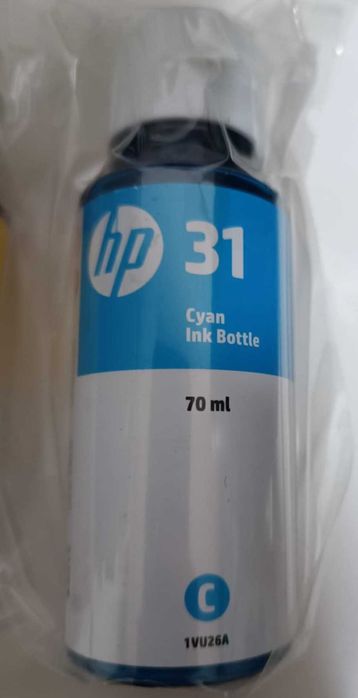 hp 31
Cyan
Ink Bottle
70 ml
C
1VU26A